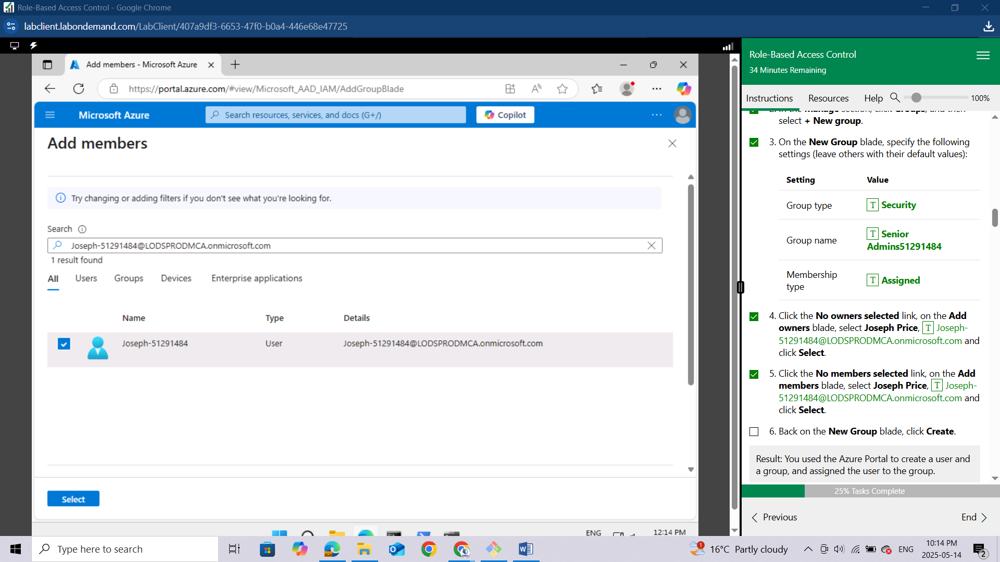 Role-Based Access Control - Google Chrome
labclient.labondemand.com/LabClient/407a9df3-6653-47f0-b0a4-446e68e47725
Add members - Microsoft Azure
https://portal.azure.com/#view/Microsoft_AAD_IAM/AddGroupBlade
Microsoft Azure
Search resources, services, and docs (G+/)
Copilot
Add members
Try changing or adding filters if you don't see what you're looking for.
Search
Joseph-51291484@LODSPRODMCA.onmicrosoft.com
1 result found
All Users Groups Devices Enterprise applications
Name Type Details
Joseph-51291484 User Joseph-51291484@LODSPRODMCA.onmicrosoft.com
Select
ENG
12:14 PM
Role-Based Access Control
34 Minutes Remaining
Instructions Resources Help 100%
2. In the Manage section, click Groups, and then
select + New group.
3. On the New Group blade, specify the following
settings (leave others with their default values):
Setting Value
Group type T Security
Group name T Senior
Admins51291484
Membership
type T Assigned
4. Click the No owners selected link, on the Add
owners blade, select Joseph Price, T Joseph-
51291484@LODSPRODMCA.onmicrosoft.com and
click Select.
5. Click the No members selected link, on the Add
members blade, select Joseph Price, T Joseph-
51291484@LODSPRODMCA.onmicrosoft.com and
click Select.
6. Back on the New Group blade, click Create.
Result: You used the Azure Portal to create a user and
a group, and assigned the user to the group.
25% Tasks Complete
Previous End
Type here to search
1
16°C Partly cloudy
ENG
10:14 PM
2025-05-14
2